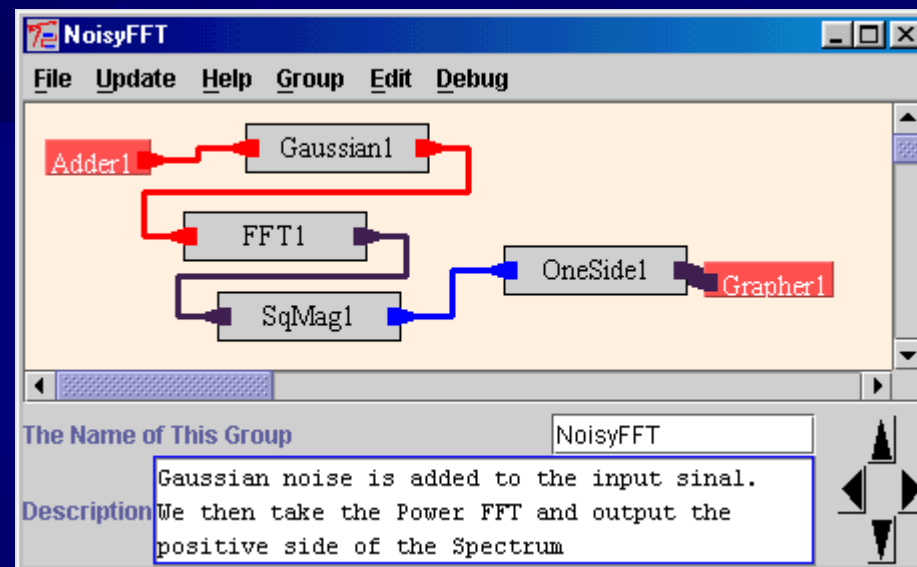 NoisyFFT
File Update Help Group Edit Debug
Adder1
Gaussian1
FFT1
OneSide1
Grapher1
SqMag1
The Name of This Group NoisyFFT
Description
Gaussian noise is added to the input sinal.
We then take the Power FFT and output the
positive side of the Spectrum